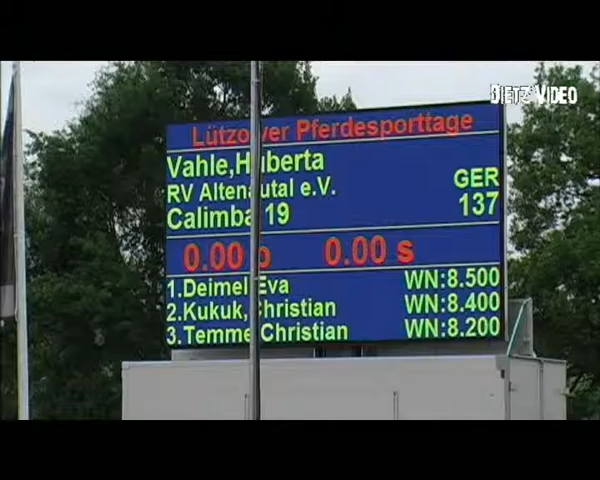 DIETZ VIDEO
Lützower Pferdesporttage
Vahle,Huberta
RV Altenautal e.V. GER
Calimba 19 137
0.00 p 0.00 s
1.Deimel Eva WN:8.500
2.Kukuk,Christian WN:8.400
3.Temme Christian WN:8.200